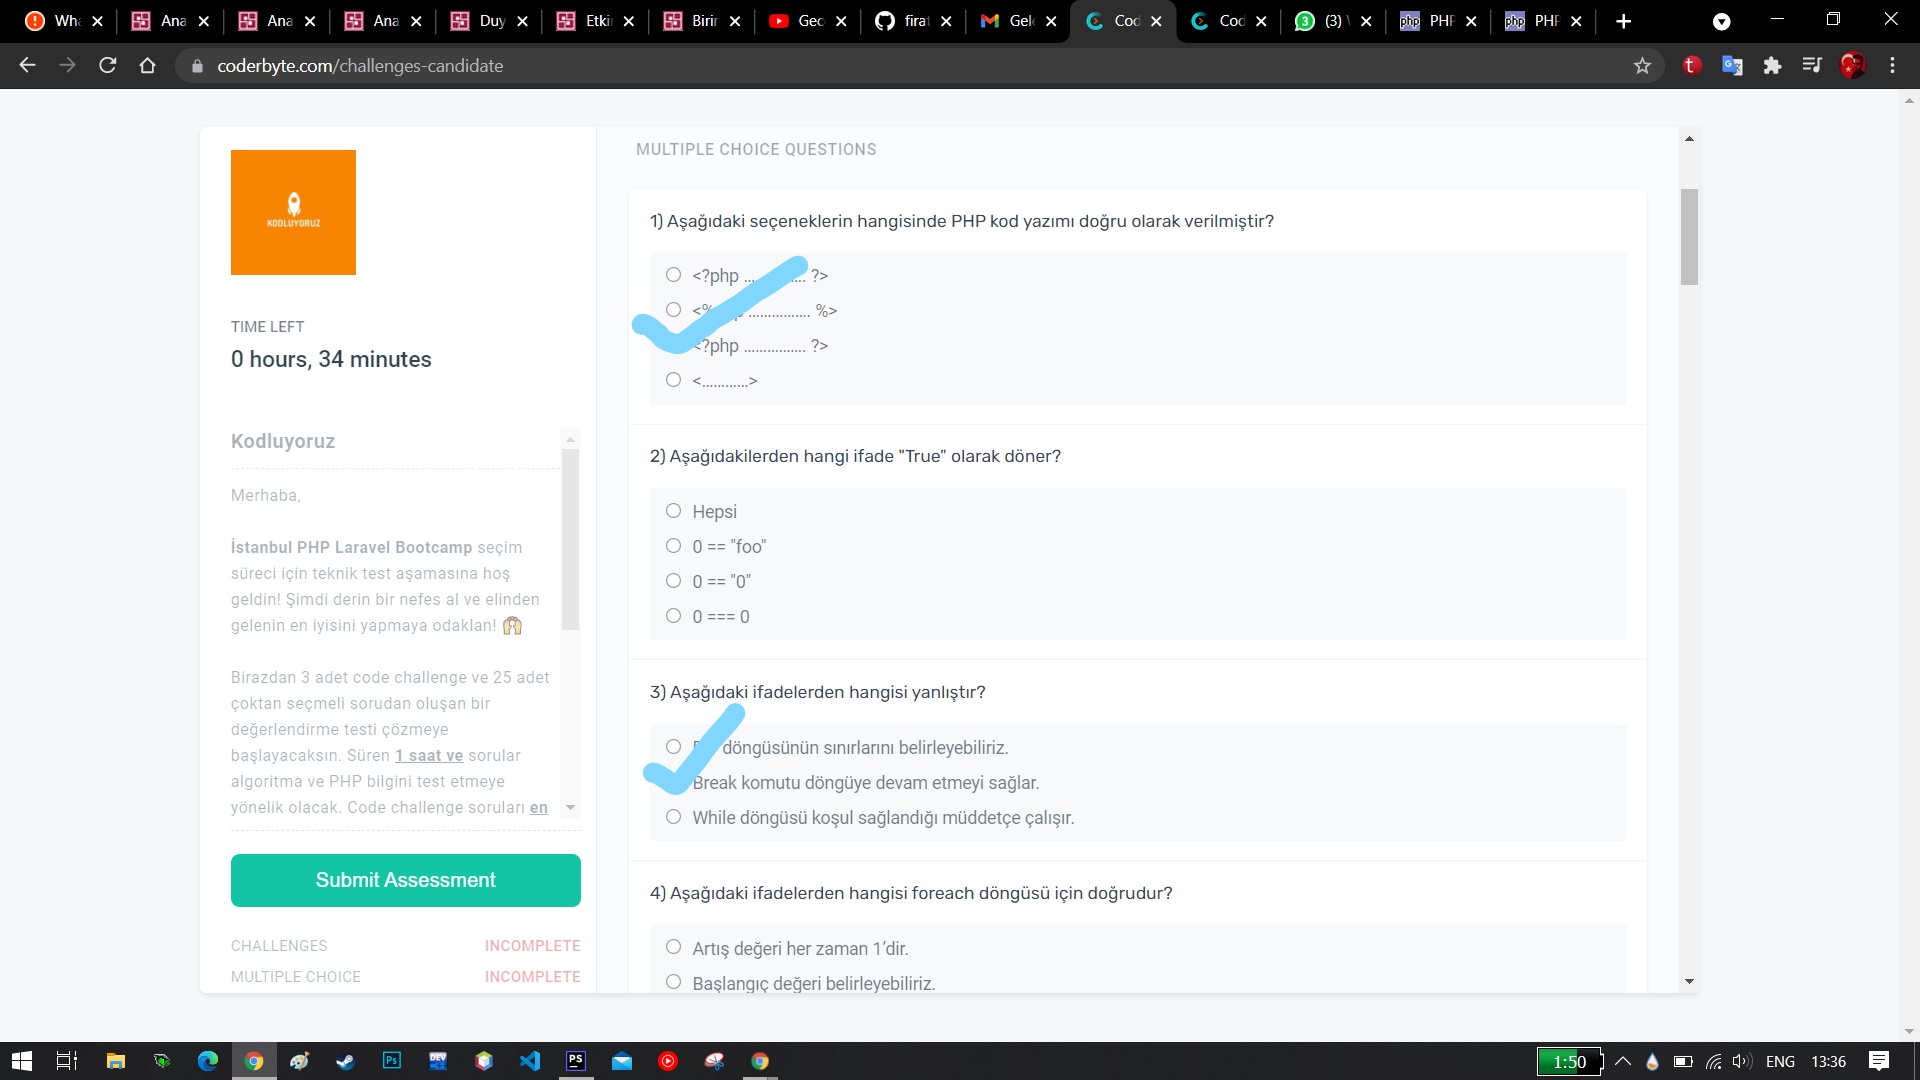 Wha
Ana
Ana
Ana
Duy
Etki
Birir
Geo
firat
Gele
Cod
Cod
(3)
PHP
PHP
coderbyte.com/challenges-candidate
KODLUYORUZ
TIME LEFT
0 hours, 34 minutes
Kodluyoruz
Merhaba,
İstanbul PHP Laravel Bootcamp seçim
süreci için teknik test aşamasına hoş
geldin! Şimdi derin bir nefes al ve elinden
gelenin en iyisini yapmaya odaklan! 🙌
Birazdan 3 adet code challenge ve 25 adet
çoktan seçmeli sorudan oluşan bir
değerlendirme testi çözmeye
başlayacaksın. Süren 1 saat ve sorular
algoritma ve PHP bilgini test etmeye
yönelik olacak. Code challenge soruları en
Submit Assessment
CHALLENGES INCOMPLETE
MULTIPLE CHOICE INCOMPLETE
MULTIPLE CHOICE QUESTIONS
1) Aşağıdaki seçeneklerin hangisinde PHP kod yazımı doğru olarak verilmiştir?
<?php ............... ?>
<% ............... %>
<?php ............... ?>
<............>
2) Aşağıdakilerden hangi ifade "True" olarak döner?
Hepsi
0 == "foo"
0 == "0"
0 === 0
3) Aşağıdaki ifadelerden hangisi yanlıştır?
döngüsünün sınırlarını belirleyebiliriz.
Break komutu döngüye devam etmeyi sağlar.
While döngüsü koşul sağlandığı müddetçe çalışır.
4) Aşağıdaki ifadelerden hangisi foreach döngüsü için doğrudur?
Artış değeri her zaman 1’dir.
Başlangıç değeri belirleyebiliriz.
1:50
ENG
13:36